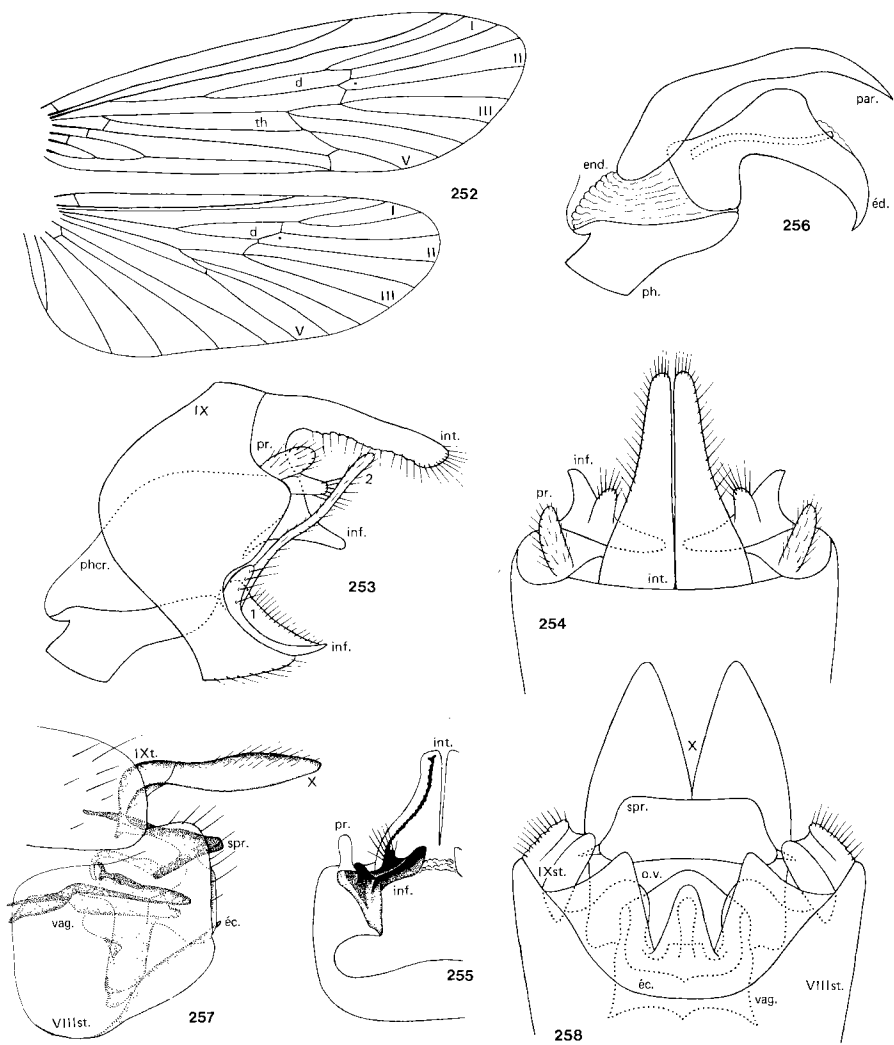 I
II
d
th
III
V
252
I
d
II
III
V
par.
end.
éd.
256
ph.
IX
pr.
int.
2
inf.
phcr.
253
1
inf.
inf.
pr.
int.
254
IXt.
X
spr.
vag.
éc.
VIIIst.
257
int.
pr.
inf.
255
X
spr.
IXst.
o.v.
éc.
vag.
VIIIst.
258